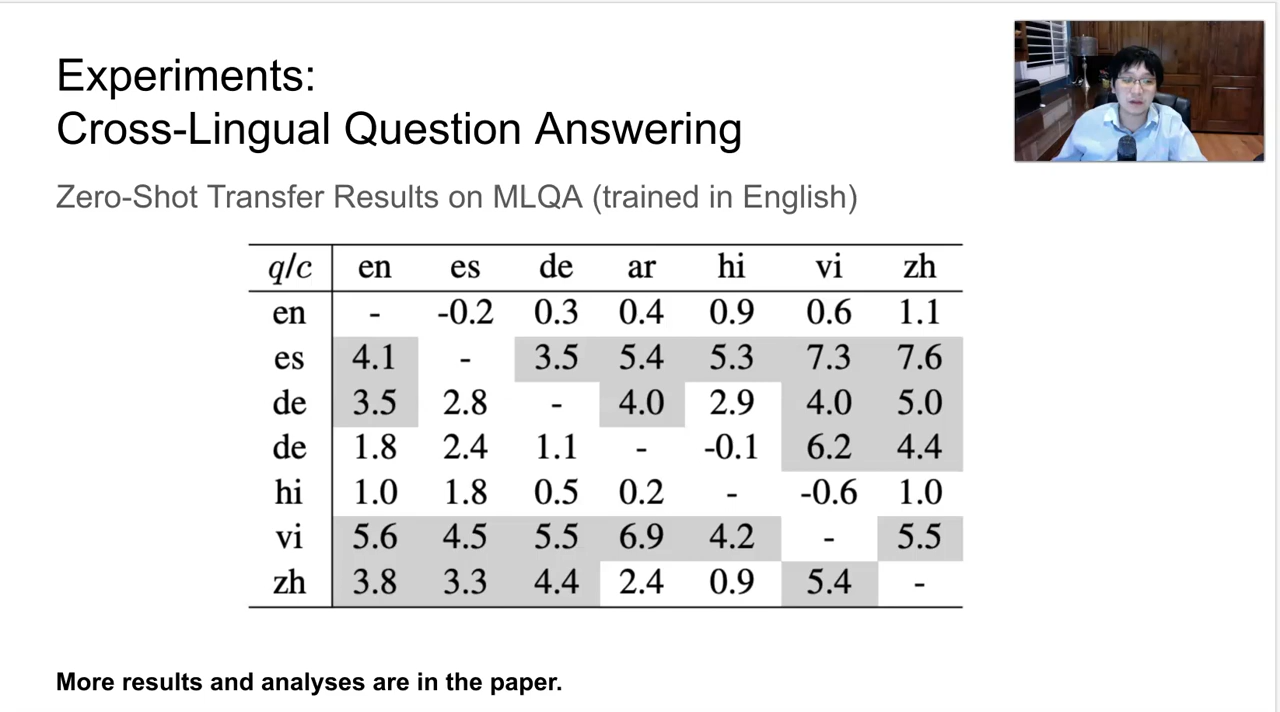 Experiments:
Cross-Lingual Question Answering
Zero-Shot Transfer Results on MLQA (trained in English)
q/c en es de ar hi vi zh
en - -0.2 0.3 0.4 0.9 0.6 1.1
es 4.1 - 3.5 5.4 5.3 7.3 7.6
de 3.5 2.8 - 4.0 2.9 4.0 5.0
de 1.8 2.4 1.1 - -0.1 6.2 4.4
hi 1.0 1.8 0.5 0.2 - -0.6 1.0
vi 5.6 4.5 5.5 6.9 4.2 - 5.5
zh 3.8 3.3 4.4 2.4 0.9 5.4 -
More results and analyses are in the paper.